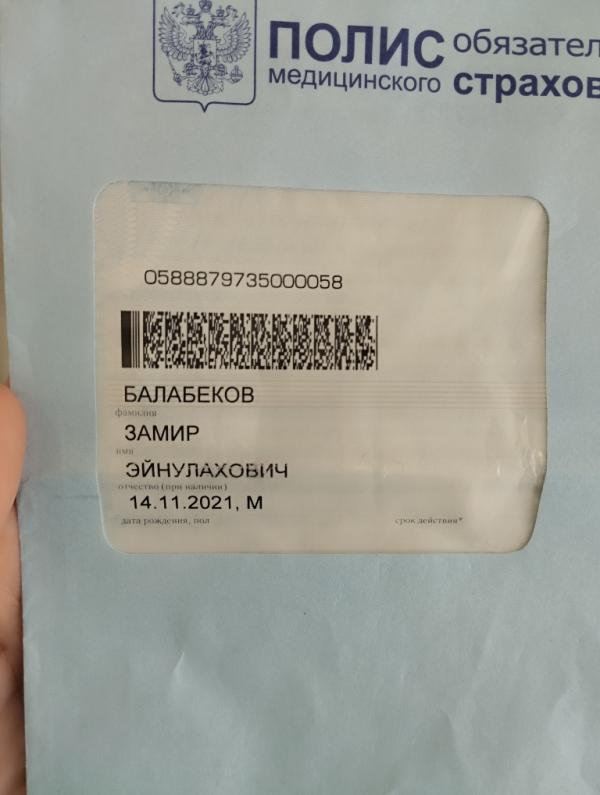 ПОЛИС обязател
медицинского страхов
0588879735000058
БАЛАБЕКОВ
фамилия
ЗАМИР
имя
ЭЙНУЛАХОВИЧ
отчество (при наличии)
14.11.2021, М
дата рождения, пол срок действия*